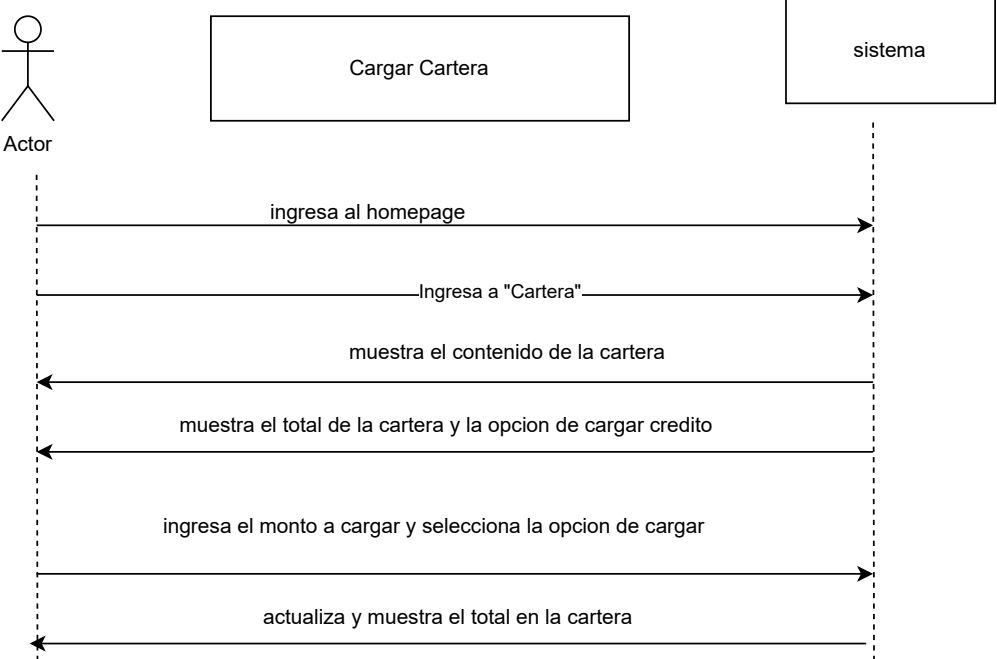 Cargar Cartera
sistema
Actor
ingresa al homepage
Ingresa a "Cartera"
muestra el contenido de la cartera
muestra el total de la cartera y la opcion de cargar credito
ingresa el monto a cargar y selecciona la opcion de cargar
actualiza y muestra el total en la cartera